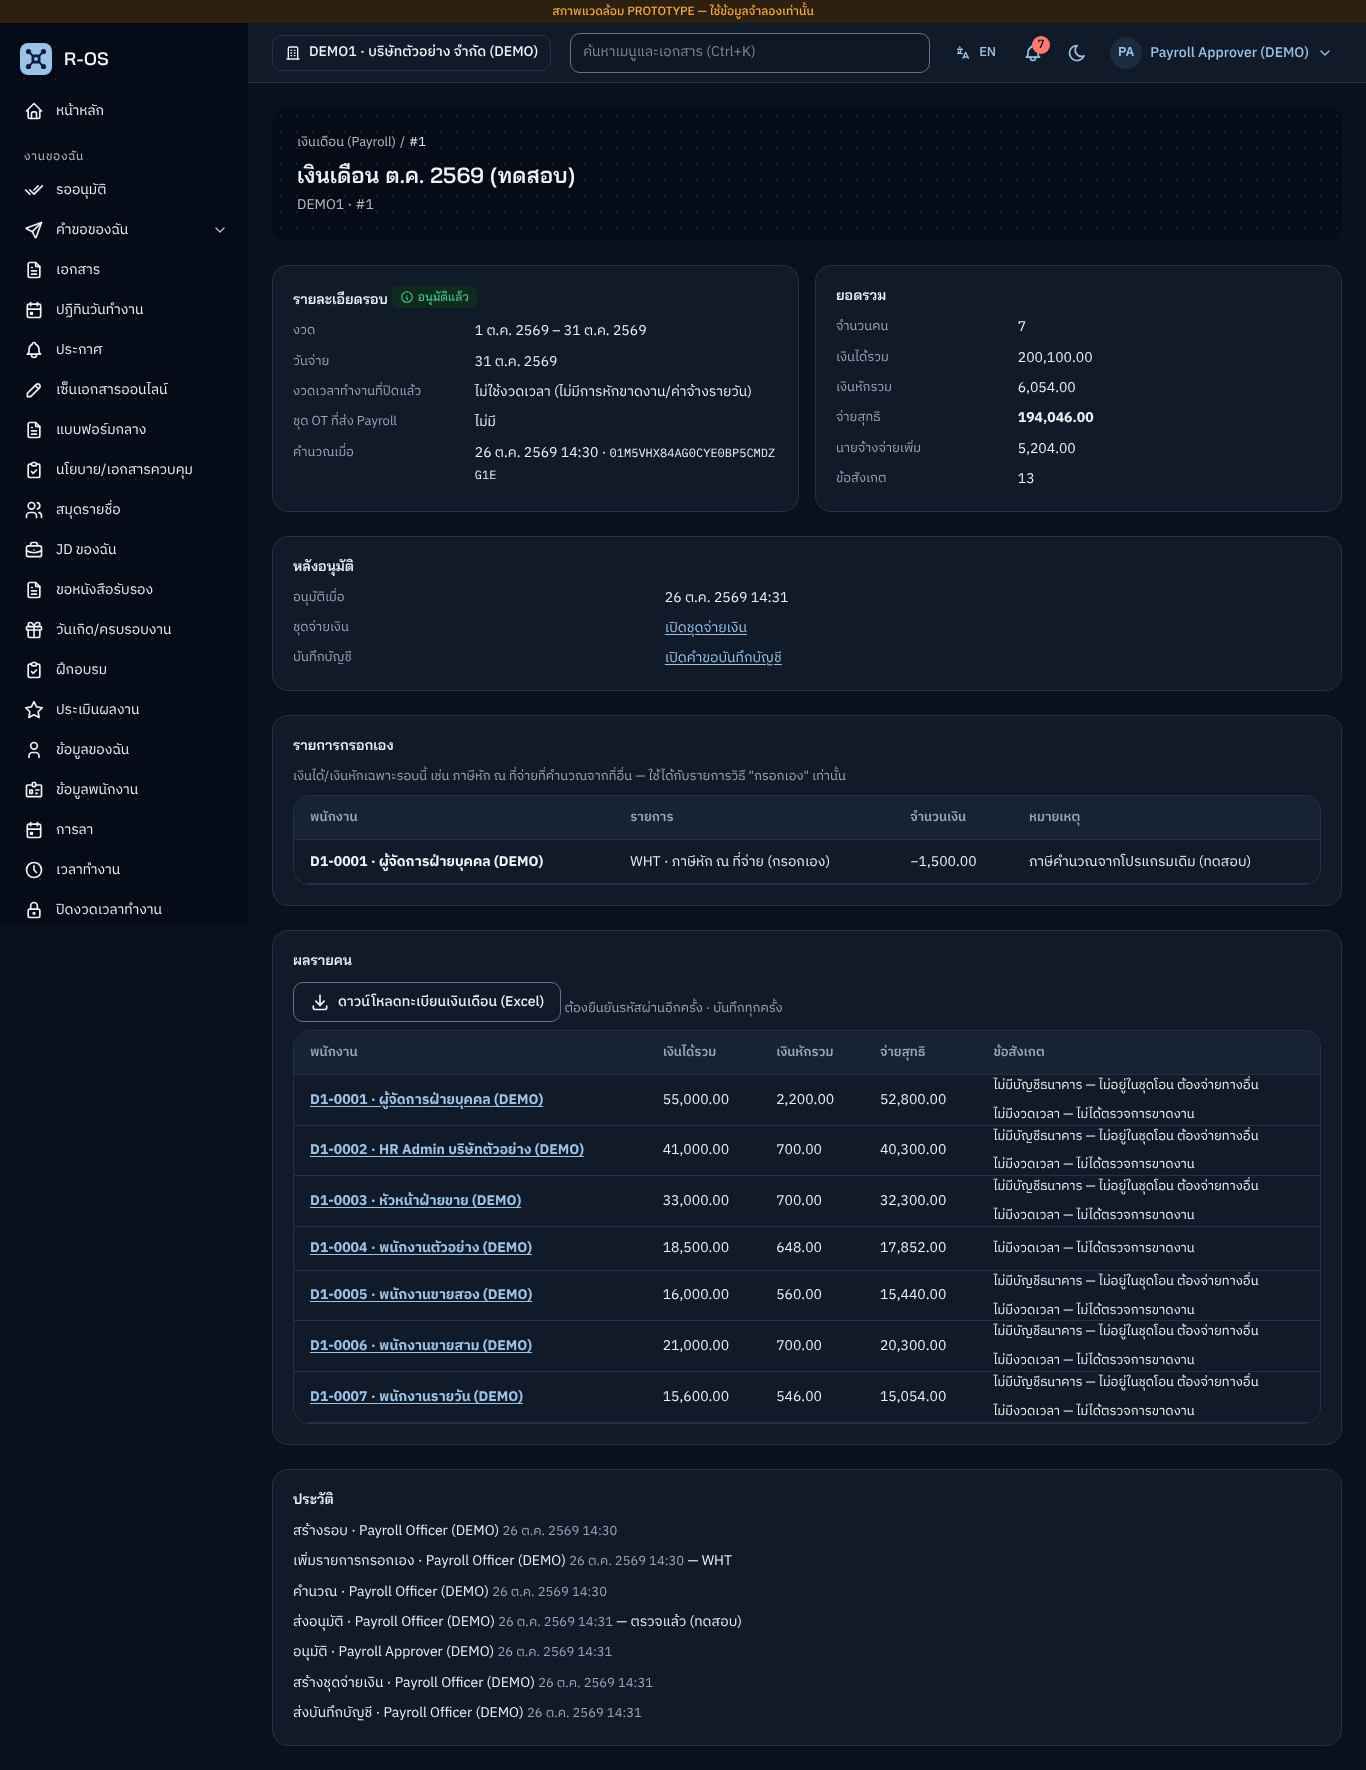 สภาพแวดล้อม PROTOTYPE — ใช้ข้อมูลจำลองเท่านั้น
R-OS
DEMO1 · บริษัทตัวอย่าง จำกัด (DEMO)
ค้นหาเมนูและเอกสาร (Ctrl+K)
EN
7
PA
Payroll Approver (DEMO)
หน้าหลัก
งานของฉัน
รออนุมัติ
คำขอของฉัน
เอกสาร
ปฏิทินวันทำงาน
ประกาศ
เซ็นเอกสารออนไลน์
แบบฟอร์มกลาง
นโยบาย/เอกสารควบคุม
สมุดรายชื่อ
JD ของฉัน
ขอหนังสือรับรอง
วันเกิด/ครบรอบงาน
ฝึกอบรม
ประเมินผลงาน
ข้อมูลของฉัน
ข้อมูลพนักงาน
การลา
เวลาทำงาน
ปิดงวดเวลาทำงาน
เงินเดือน (Payroll) / #1
เงินเดือน ต.ค. 2569 (ทดสอบ)
DEMO1 · #1
รายละเอียดรอบ อนุมัติแล้ว
งวด 1 ต.ค. 2569 – 31 ต.ค. 2569
วันจ่าย 31 ต.ค. 2569
งวดเวลาทำงานที่ปิดแล้ว ไม่ใช้งวดเวลา (ไม่มีการหักขาดงาน/ค่าจ้างรายวัน)
ชุด OT ที่ส่ง Payroll ไม่มี
คำนวณเมื่อ 26 ต.ค. 2569 14:30 · 01M5VHX84AG0CYE0BP5CMDZ
G1E
ยอดรวม
จำนวนคน 7
เงินได้รวม 200,100.00
เงินหักรวม 6,054.00
จ่ายสุทธิ 194,046.00
นายจ้างจ่ายเพิ่ม 5,204.00
ข้อสังเกต 13
หลังอนุมัติ
อนุมัติเมื่อ 26 ต.ค. 2569 14:31
ชุดจ่ายเงิน เปิดชุดจ่ายเงิน
บันทึกบัญชี เปิดคำขอบันทึกบัญชี
รายการกรอกเอง
เงินได้/เงินหักเฉพาะรอบนี้ เช่น ภาษีหัก ณ ที่จ่ายที่คำนวณจากที่อื่น — ใช้ได้กับรายการวิธี "กรอกเอง" เท่านั้น
พนักงาน รายการ จำนวนเงิน หมายเหตุ
D1-0001 · ผู้จัดการฝ่ายบุคคล (DEMO) WHT · ภาษีหัก ณ ที่จ่าย (กรอกเอง) −1,500.00 ภาษีคำนวณจากโปรแกรมเดิม (ทดสอบ)
ผลรายคน
ดาวน์โหลดทะเบียนเงินเดือน (Excel) ต้องยืนยันรหัสผ่านอีกครั้ง · บันทึกทุกครั้ง
พนักงาน เงินได้รวม เงินหักรวม จ่ายสุทธิ ข้อสังเกต
D1-0001 · ผู้จัดการฝ่ายบุคคล (DEMO) 55,000.00 2,200.00 52,800.00 ไม่มีบัญชีธนาคาร — ไม่อยู่ในชุดโอน ต้องจ่ายทางอื่น
ไม่มีงวดเวลา — ไม่ได้ตรวจการขาดงาน
D1-0002 · HR Admin บริษัทตัวอย่าง (DEMO) 41,000.00 700.00 40,300.00 ไม่มีบัญชีธนาคาร — ไม่อยู่ในชุดโอน ต้องจ่ายทางอื่น
ไม่มีงวดเวลา — ไม่ได้ตรวจการขาดงาน
D1-0003 · หัวหน้าฝ่ายขาย (DEMO) 33,000.00 700.00 32,300.00 ไม่มีบัญชีธนาคาร — ไม่อยู่ในชุดโอน ต้องจ่ายทางอื่น
ไม่มีงวดเวลา — ไม่ได้ตรวจการขาดงาน
D1-0004 · พนักงานตัวอย่าง (DEMO) 18,500.00 648.00 17,852.00 ไม่มีงวดเวลา — ไม่ได้ตรวจการขาดงาน
D1-0005 · พนักงานขายสอง (DEMO) 16,000.00 560.00 15,440.00 ไม่มีบัญชีธนาคาร — ไม่อยู่ในชุดโอน ต้องจ่ายทางอื่น
ไม่มีงวดเวลา — ไม่ได้ตรวจการขาดงาน
D1-0006 · พนักงานขายสาม (DEMO) 21,000.00 700.00 20,300.00 ไม่มีบัญชีธนาคาร — ไม่อยู่ในชุดโอน ต้องจ่ายทางอื่น
ไม่มีงวดเวลา — ไม่ได้ตรวจการขาดงาน
D1-0007 · พนักงานรายวัน (DEMO) 15,600.00 546.00 15,054.00 ไม่มีบัญชีธนาคาร — ไม่อยู่ในชุดโอน ต้องจ่ายทางอื่น
ไม่มีงวดเวลา — ไม่ได้ตรวจการขาดงาน
ประวัติ
สร้างรอบ · Payroll Officer (DEMO) 26 ต.ค. 2569 14:30
เพิ่มรายการกรอกเอง · Payroll Officer (DEMO) 26 ต.ค. 2569 14:30 — WHT
คำนวณ · Payroll Officer (DEMO) 26 ต.ค. 2569 14:30
ส่งอนุมัติ · Payroll Officer (DEMO) 26 ต.ค. 2569 14:31 — ตรวจแล้ว (ทดสอบ)
อนุมัติ · Payroll Approver (DEMO) 26 ต.ค. 2569 14:31
สร้างชุดจ่ายเงิน · Payroll Officer (DEMO) 26 ต.ค. 2569 14:31
ส่งบันทึกบัญชี · Payroll Officer (DEMO) 26 ต.ค. 2569 14:31